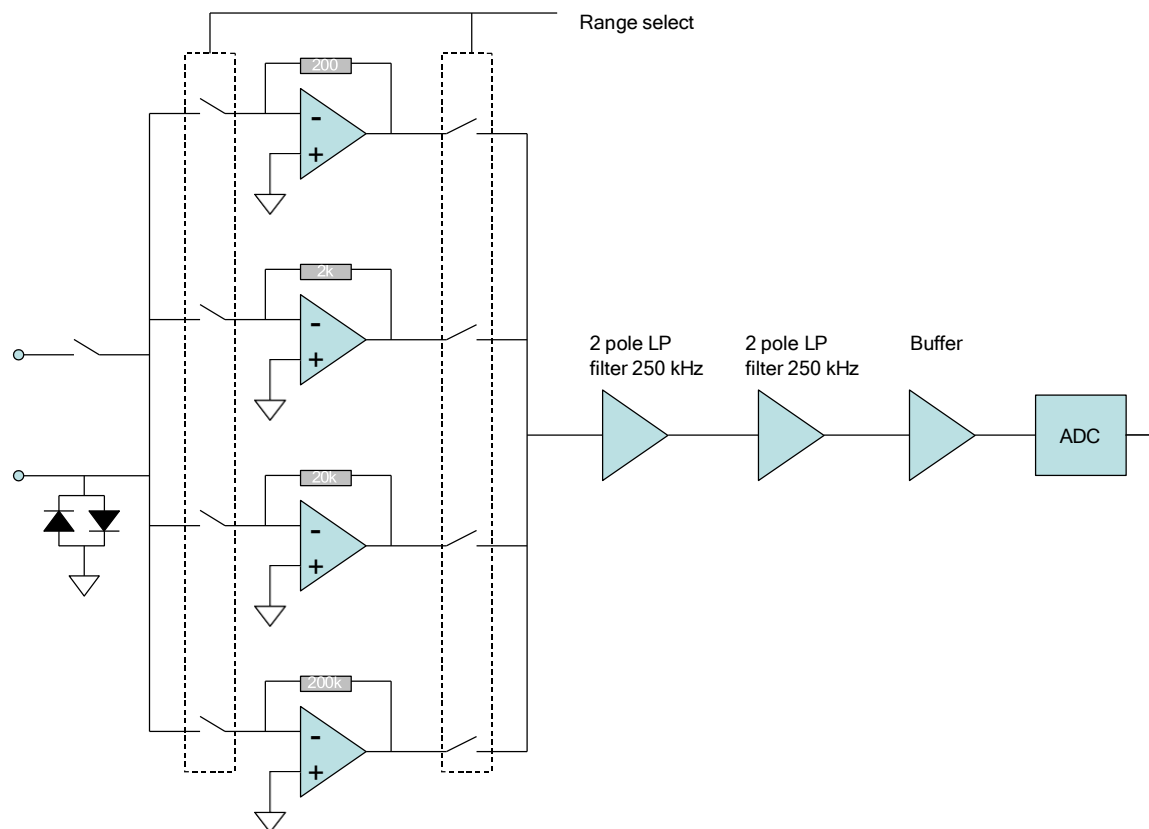 Range select
200
-
+
2k
-
+
2 pole LP
filter 250 kHz
2 pole LP
filter 250 kHz
Buffer
ADC
20k
-
+
200k
-
+